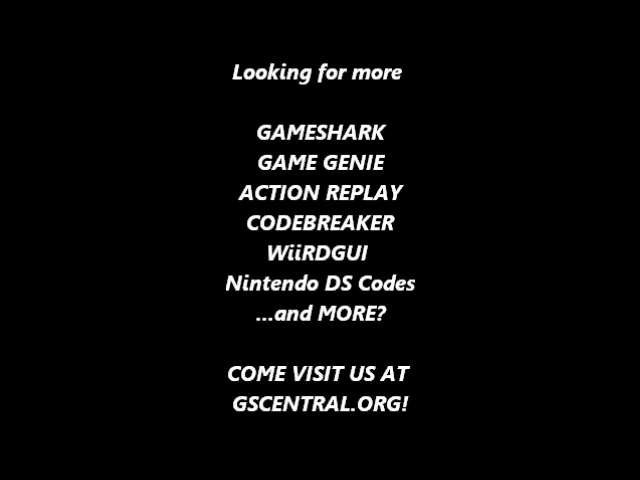 Looking for more
GAMESHARK
GAME GENIE
ACTION REPLAY
CODEBREAKER
WiiRDGUI
Nintendo DS Codes
...and MORE?
COME VISIT US AT
GSCENTRAL.ORG!